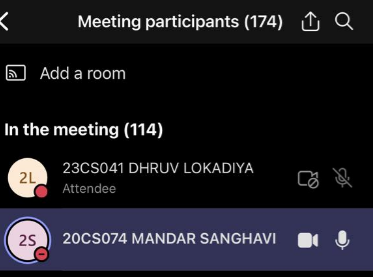 Meeting participants (174)
Add a room
In the meeting (114)
2L
23CS041 DHRUV LOKADIYA
Attendee
2S
20CS074 MANDAR SANGHAVI